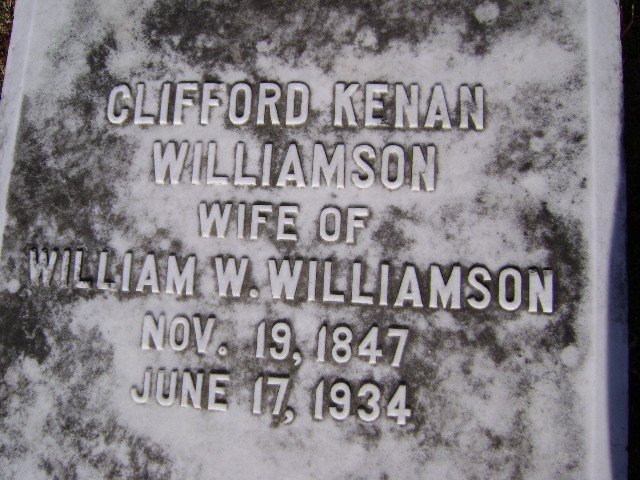 CLIFFORD KENAN
WILLIAMSON
WIFE OF
WILLIAM W. WILLIAMSON
NOV. 19, 1847
JUNE 17, 1934